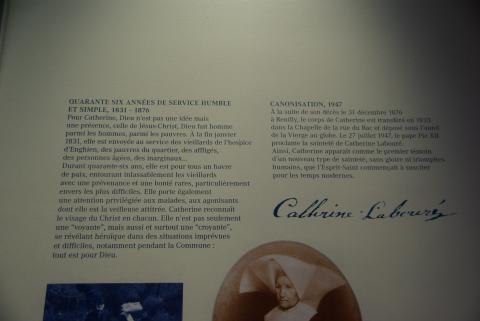 QUARANTE SIX ANNÉES DE SERVICE HUMBLE
ET SIMPLE, 1831 - 1876
Pour Catherine, Dieu n'est pas une idée mais
une présence, celle de Jésus-Christ, Dieu fait homme
parmi les hommes, parmi les pauvres. À la fin janvier
1831, elle est envoyée au service des vieillards de l'hospice
d'Enghien, des pauvres du quartier, des affligés,
des personnes âgées, des marginaux...
Durant quarante-six ans, elle est pour tous un havre
de paix, entourant inlassablement les vieillards
avec une prévenance et une bonté rares, particulièrement
envers les plus difficiles. Elle porte également
une attention privilégiée aux malades, aux agonisants
dont elle est la veilleuse attitrée. Catherine reconnaît
le visage du Christ en chacun. Elle n'est pas seulement
une "voyante", mais aussi et surtout une "croyante",
se révélant héroïque dans des situations imprévues
et difficiles, notamment pendant la Commune :
tout est pour Dieu.
CANONISATION, 1947
À la suite de son décès le 31 décembre 1876
à Reuilly, le corps de Catherine est transféré en 1933
dans la Chapelle de la rue du Bac et déposé sous l'autel
de la Vierge au globe. Le 27 juillet 1947, le pape Pie XII
proclame la sainteté de Catherine Labouré.
Ainsi, Catherine apparaît comme le premier témoin
d'un nouveau type de sainteté, sans gloire ni triomphes
humains, que l'Esprit-Saint commençait à susciter
pour les temps modernes.
Cathrine Labouré